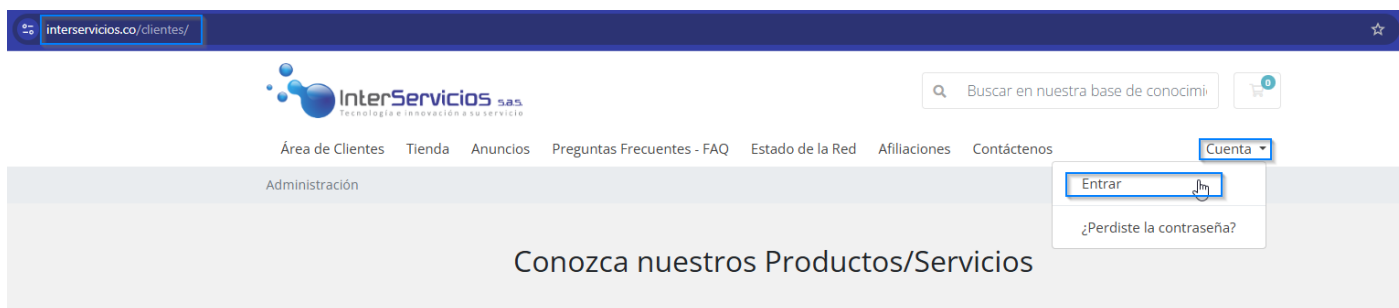 interservicios.co/clientes/
InterServicios S.A.S.
Tecnología e innovación a su servicio
Buscar en nuestra base de conocimi
0
Área de Clientes Tienda Anuncios Preguntas Frecuentes - FAQ Estado de la Red Afiliaciones Contáctenos Cuenta
Administración
Entrar
¿Perdiste la contraseña?
Conozca nuestros Productos/Servicios